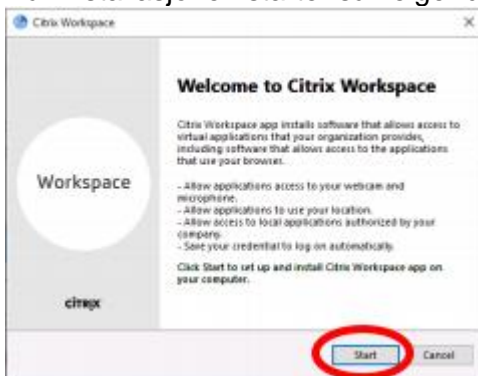 Citrix Workspace
Welcome to Citrix Workspace
Citrix Workspace app installs software that allows access to
virtual applications that your organization provides,
including software that allows access to the applications
that use your browser.
- Allow applications access to your webcam and
microphone.
- Allow applications to use your location.
- Allow access to local applications authorized by your
company.
- Save your credential to log on automatically.
Click Start to set up and install Citrix Workspace app on
your computer.
Workspace
citrix
Start
Cancel